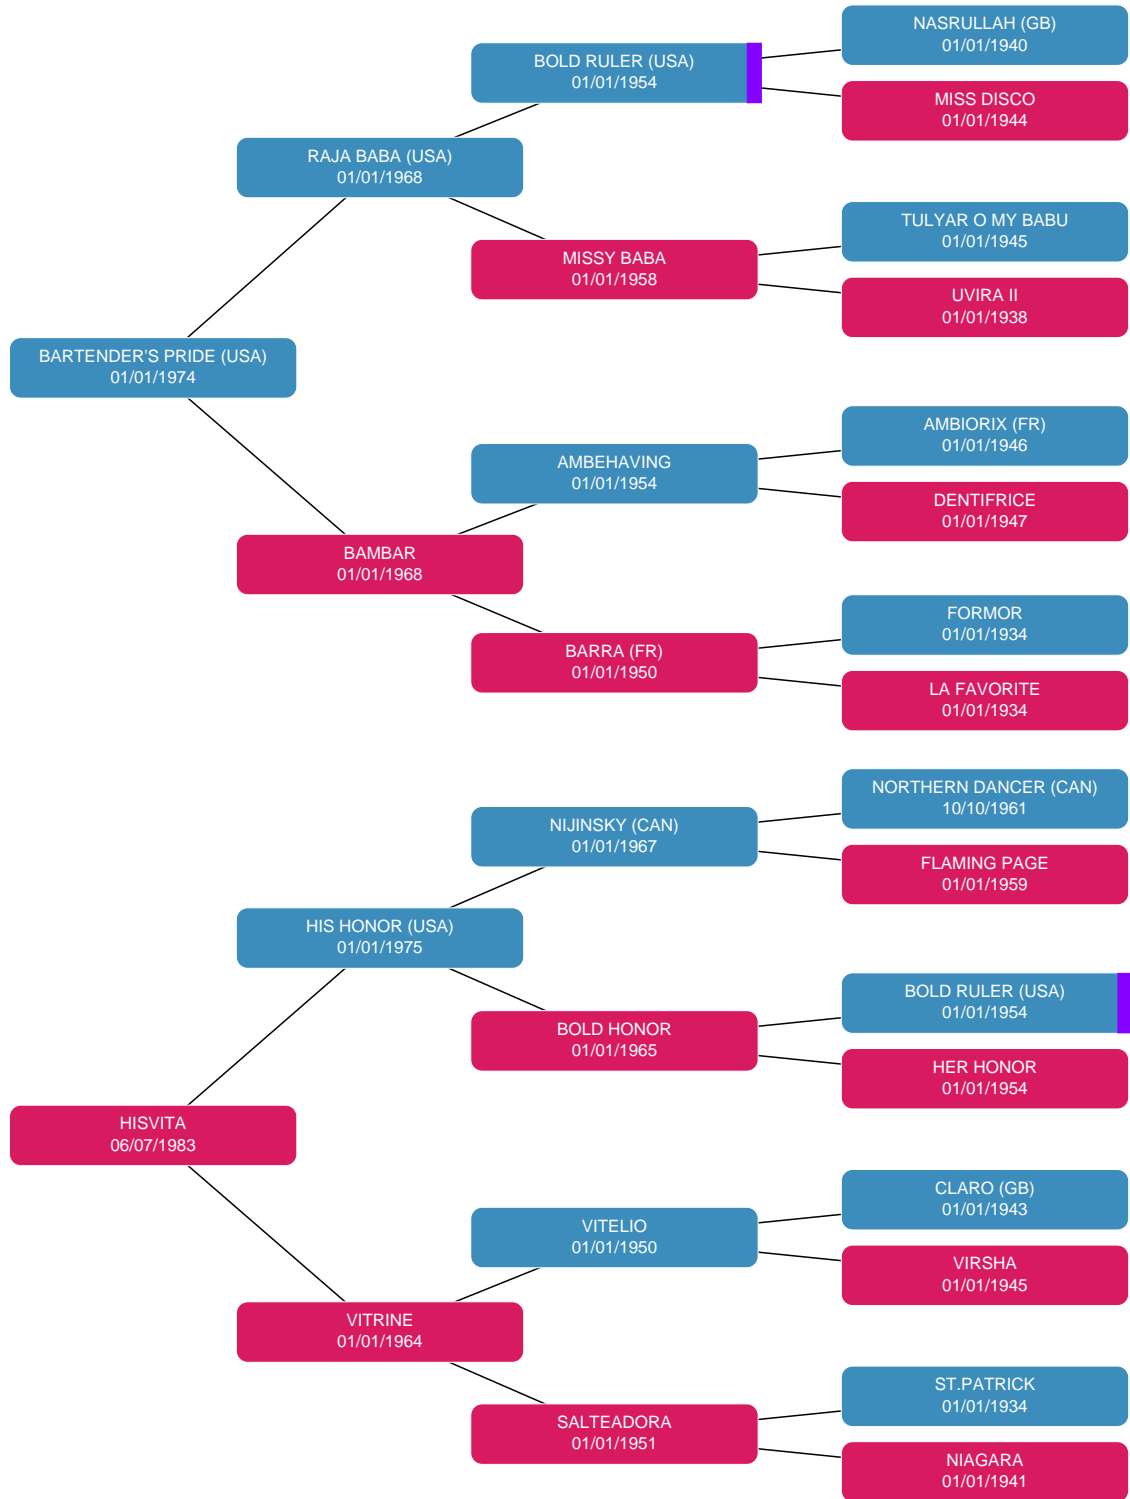 NASRULLAH (GB)
01/01/1940
BOLD RULER (USA)
01/01/1954
MISS DISCO
01/01/1944
RAJA BABA (USA)
01/01/1968
TULYAR O MY BABU
01/01/1945
MISSY BABA
01/01/1958
UVIRA II
01/01/1938
BARTENDER'S PRIDE (USA)
01/01/1974
AMBIORIX (FR)
01/01/1946
AMBEHAVING
01/01/1954
DENTIFRICE
01/01/1947
BAMBAR
01/01/1968
FORMOR
01/01/1934
BARRA (FR)
01/01/1950
LA FAVORITE
01/01/1934
NORTHERN DANCER (CAN)
10/10/1961
NIJINSKY (CAN)
01/01/1967
FLAMING PAGE
01/01/1959
HIS HONOR (USA)
01/01/1975
BOLD RULER (USA)
01/01/1954
BOLD HONOR
01/01/1965
HER HONOR
01/01/1954
HISVITA
06/07/1983
CLARO (GB)
01/01/1943
VITELIO
01/01/1950
VIRSHA
01/01/1945
VITRINE
01/01/1964
ST.PATRICK
01/01/1934
SALTEADORA
01/01/1951
NIAGARA
01/01/1941